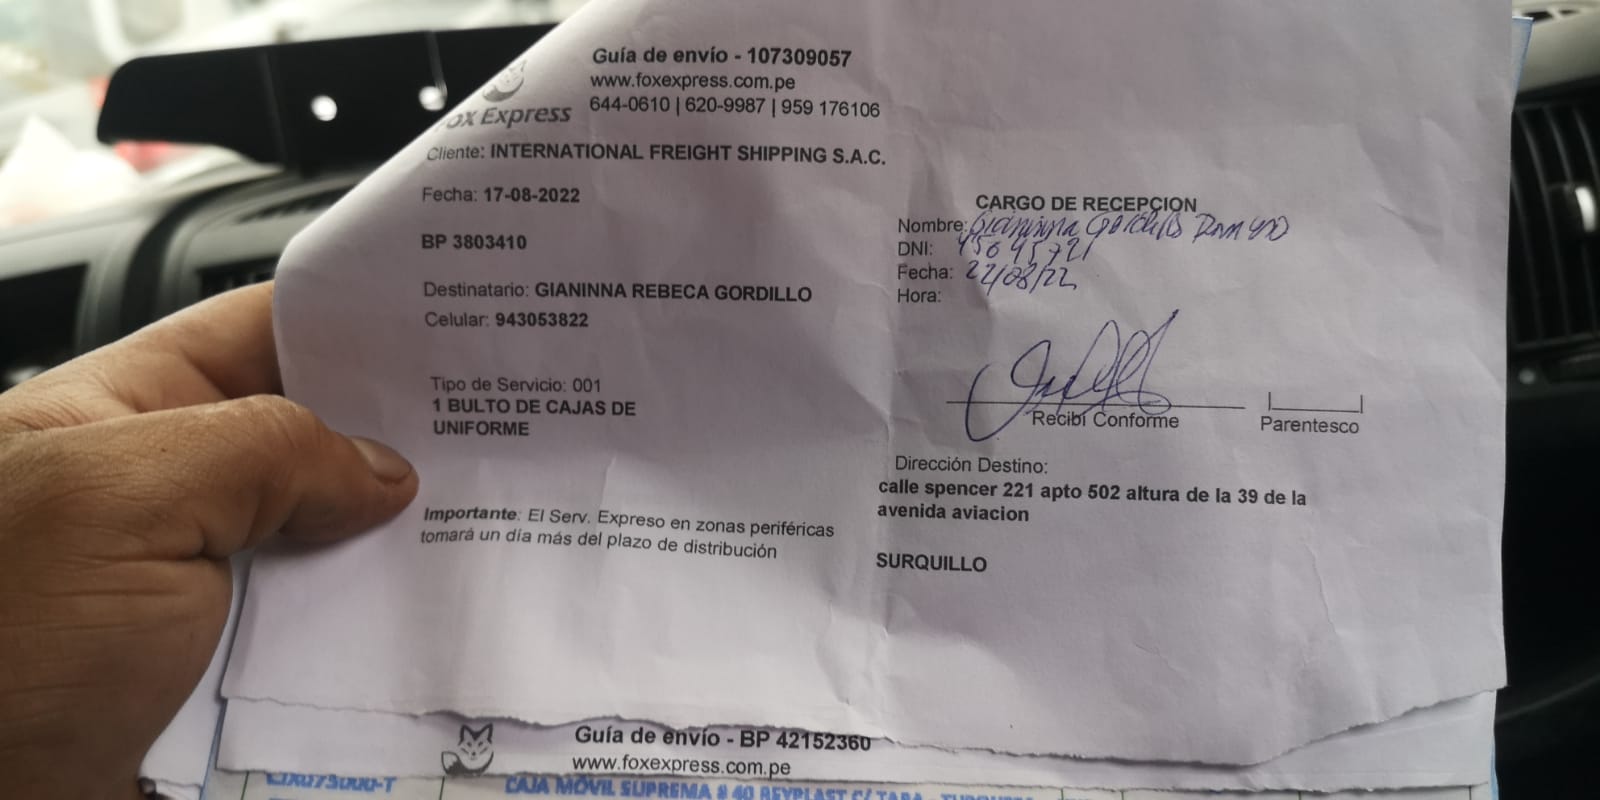 Guía de envío - 107309057
www.foxexpress.com.pe
644-0610 | 620-9987 | 959 176106
ox Express
Cliente: INTERNATIONAL FREIGHT SHIPPING S.A.C.
Fecha: 17-08-2022
BP 3803410
Destinatario: GIANINNA REBECA GORDILLO
Celular: 943053822
Tipo de Servicio: 001
1 BULTO DE CAJAS DE
UNIFORME
Importante: El Serv. Expreso en zonas periféricas
tomará un día más del plazo de distribución
CARGO DE RECEPCION
Nombre: Gianinna Gordillo
DNI: 45645721
Fecha: 22/08/22
Hora:
Recibí Conforme
Parentesco
Dirección Destino:
calle spencer 221 apto 502 altura de la 39 de la
avenida aviacion
SURQUILLO
Guía de envío - BP 42152360
www.foxexpress.com.pe
CAJA MÓVIL SUPREMA # 40 REYPLAST C/ TAPA -